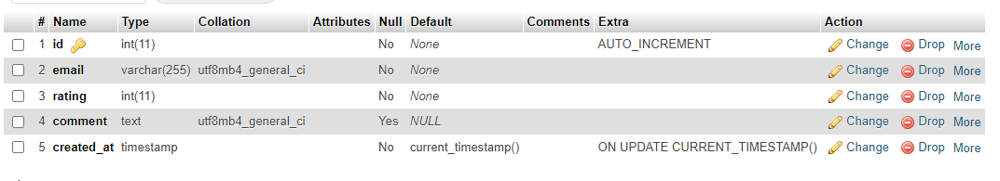 # Name Type Collation Attributes Null Default Comments Extra Action
1 id int(11) No None AUTO_INCREMENT Change Drop More
2 email varchar(255) utf8mb4_general_ci No None Change Drop More
3 rating int(11) No None Change Drop More
4 comment text utf8mb4_general_ci Yes NULL Change Drop More
5 created_at timestamp No current_timestamp() ON UPDATE CURRENT_TIMESTAMP() Change Drop More